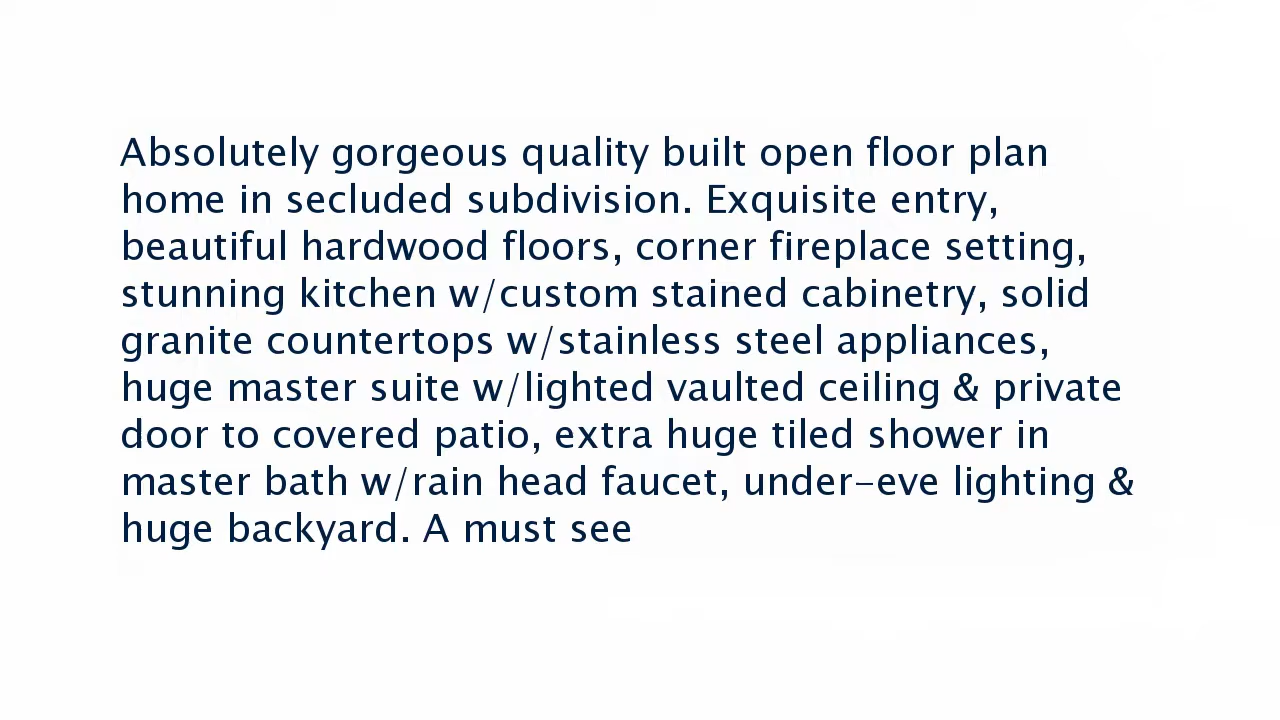 Absolutely gorgeous quality built open floor plan
home in secluded subdivision. Exquisite entry,
beautiful hardwood floors, corner fireplace setting,
stunning kitchen w/custom stained cabinetry, solid
granite countertops w/stainless steel appliances,
huge master suite w/lighted vaulted ceiling & private
door to covered patio, extra huge tiled shower in
master bath w/rain head faucet, under-eve lighting &
huge backyard. A must see